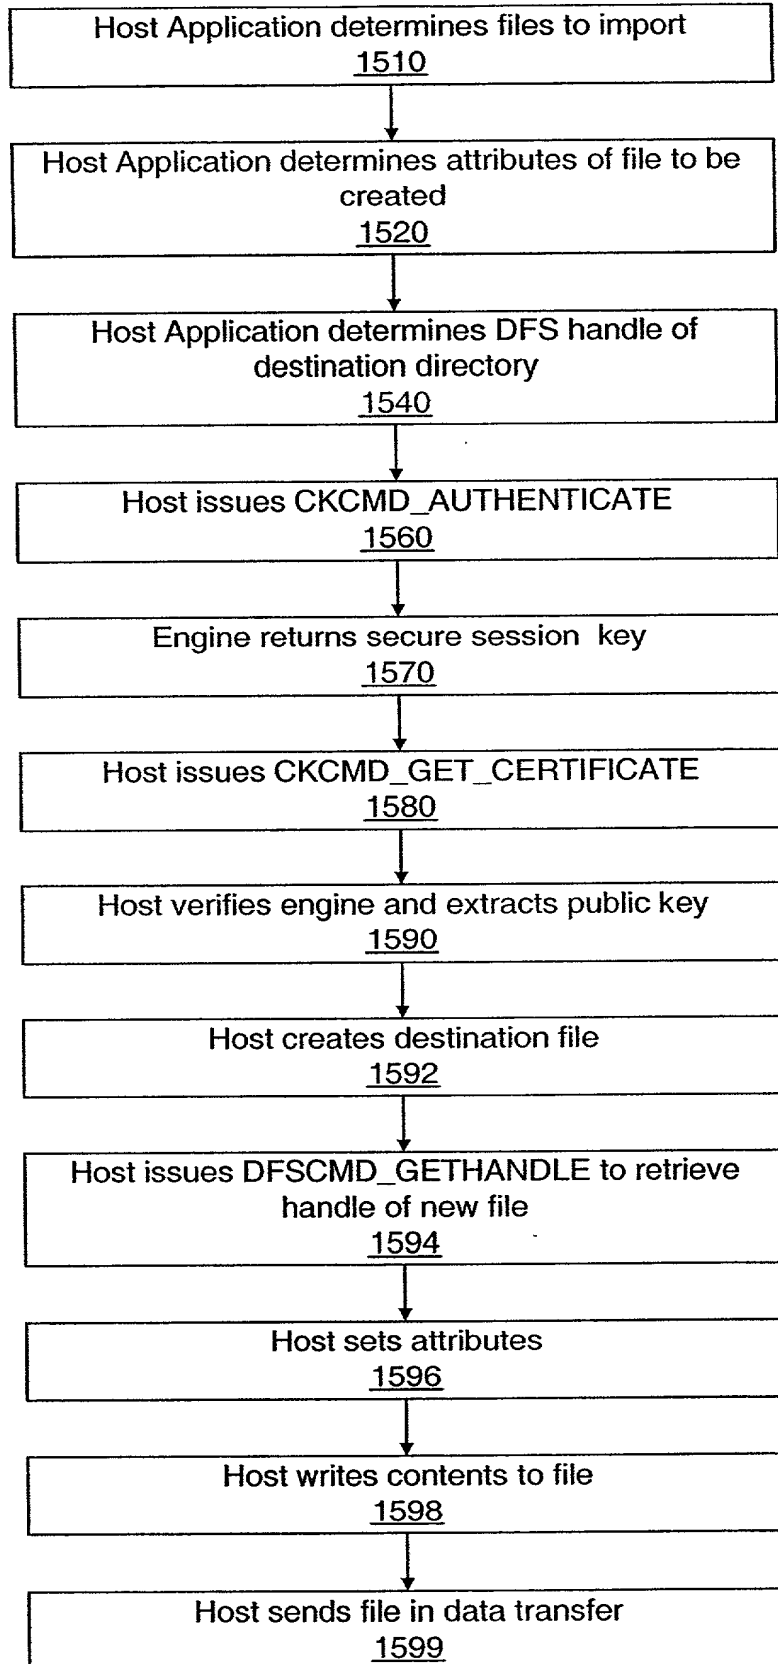 Host Application determines files to import
1510
Host Application determines attributes of file to be
created
1520
Host Application determines DFS handle of
destination directory
1540
Host issues CKCMD_AUTHENTICATE
1560
Engine returns secure session key
1570
Host issues CKCMD_GET_CERTIFICATE
1580
Host verifies engine and extracts public key
1590
Host creates destination file
1592
Host issues DFSCMD_GETHANDLE to retrieve
handle of new file
1594
Host sets attributes
1596
Host writes contents to file
1598
Host sends file in data transfer
1599